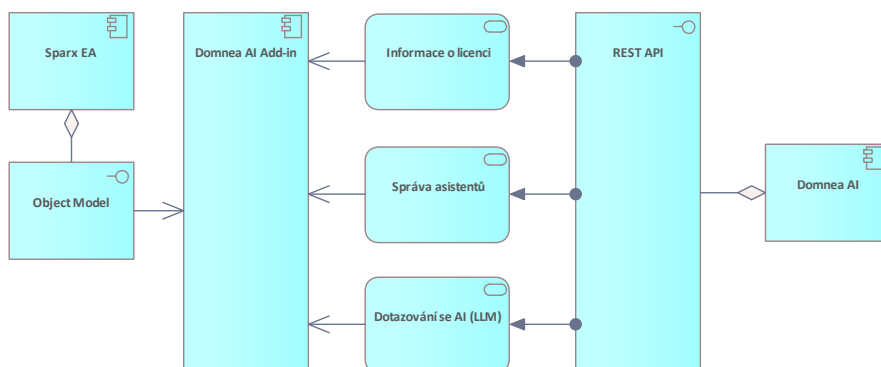 Sparx EA
Domnea AI Add-in
Informace o licenci
REST API
Správa asistentů
Domnea AI
Object Model
Dotazování se AI (LLM)